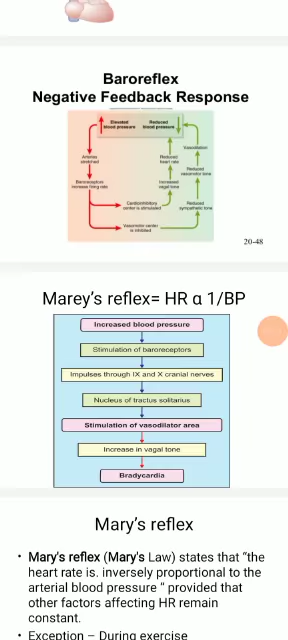 Baroreflex
Negative Feedback Response
Elevated
blood pressure
Reduced
blood pressure
Vasodilation
Arteries
stretched
Reduced
heart rate
Reduced
vasomotor tone
Baroreceptors
increase firing rate
Increased
vagal tone
Cardioinhibitory
center is stimulated
Reduced
sympathetic tone
Vasomotor center
is inhibited
20-48
Marey's reflex= HR α 1/BP
Increased blood pressure
Stimulation of baroreceptors
Impulses through IX and X cranial nerves
Nucleus of tractus solitarius
Stimulation of vasodilator area
Increase in vagal tone
Bradycardia
Mary's reflex
• Mary's reflex (Mary's Law) states that "the
heart rate is. inversely proportional to the
arterial blood pressure " provided that
other factors affecting HR remain
constant.
• Exception – During exercise